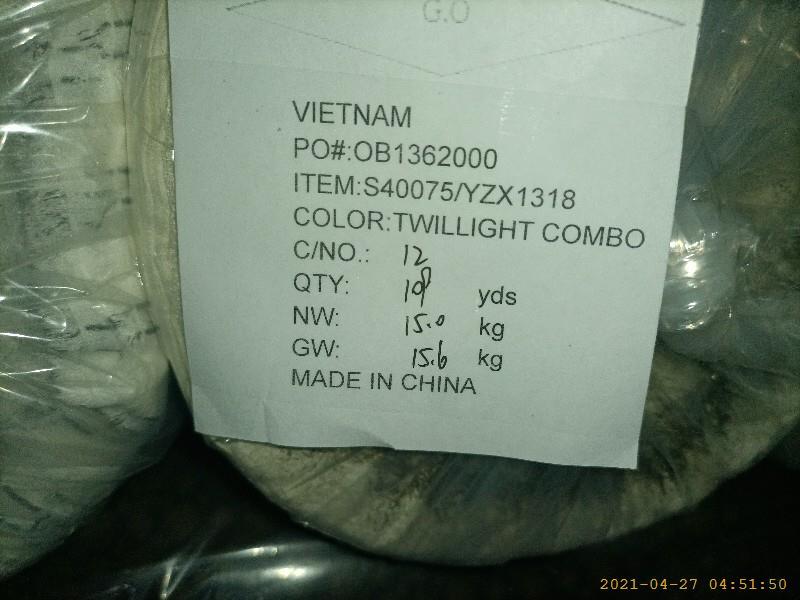 G.O
VIETNAM
PO#:OB1362000
ITEM:S40075/YZX1318
COLOR:TWILLIGHT COMBO
C/NO.: 12
QTY: yds
NW: 15.0 kg
GW: 15.6 kg
MADE IN CHINA
2021-04-27 04:51:50